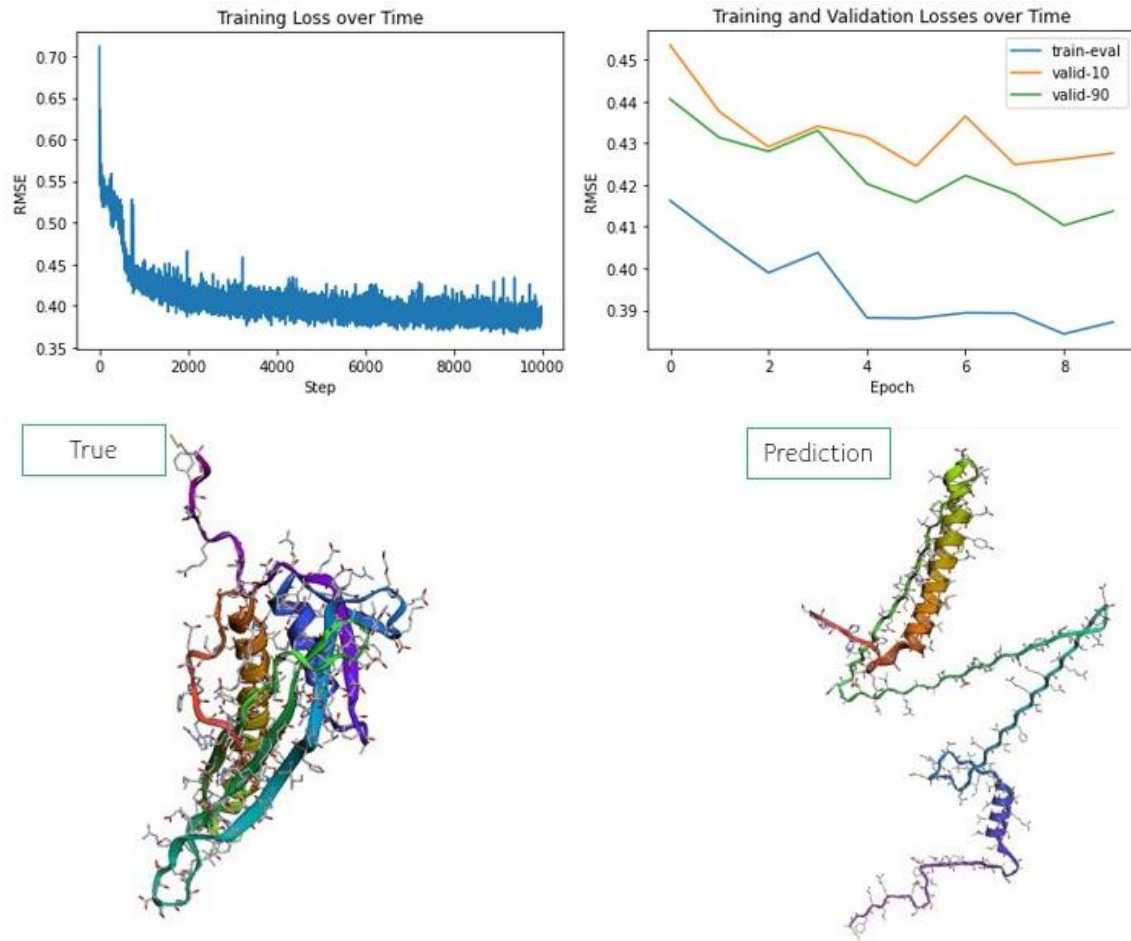 Training Loss over Time
RMSE
0.70
0.65
0.60
0.55
0.50
0.45
0.40
0.35
0
2000
4000
6000
8000
10000
Step
Training and Validation Losses over Time
RMSE
0.45
0.44
0.43
0.42
0.41
0.40
0.39
train-eval
valid-10
valid-90
0
2
4
6
8
Epoch
True
Prediction